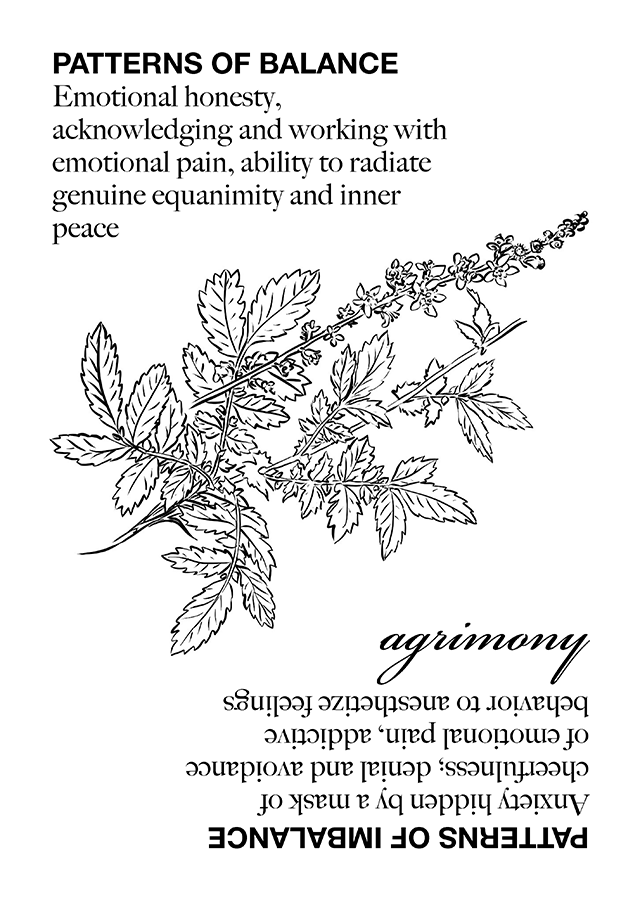 PATTERNS OF BALANCE
Emotional honesty,
acknowledging and working with
emotional pain, ability to radiate
genuine equanimity and inner
peace
agrimony
PATTERNS OF IMBALANCE
Anxiety hidden by a mask of
cheerfulness; denial and avoidance
of emotional pain, addictive
behavior to anesthetize feelings